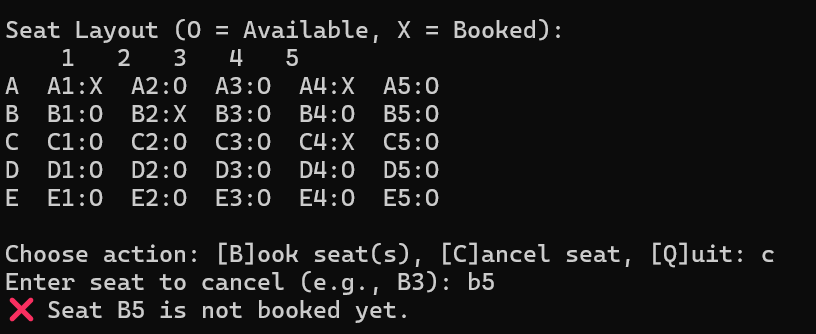 Seat Layout (O = Available, X = Booked):
1 2 3 4 5
A A1:X A2:O A3:O A4:X A5:O
B B1:O B2:X B3:O B4:O B5:O
C C1:O C2:O C3:O C4:X C5:O
D D1:O D2:O D3:O D4:O D5:O
E E1:O E2:O E3:O E4:O E5:O
Choose action: [B]ook seat(s), [C]ancel seat, [Q]uit: c
Enter seat to cancel (e.g., B3): b5
❌ Seat B5 is not booked yet.